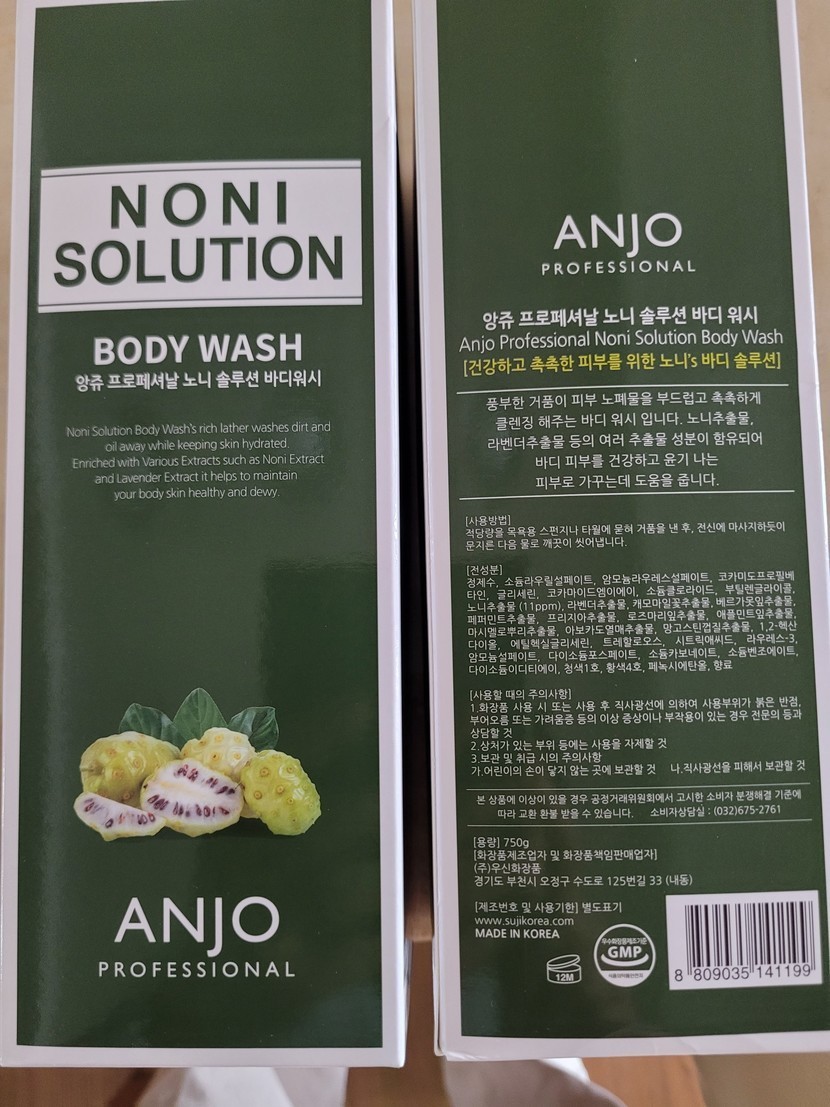 NONI
SOLUTION
BODY WASH
앙쥬 프로페셔날 노니 솔루션 바디워시
Noni Solution Body Wash's rich lather washes dirt and
oil away while keeping skin hydrated.
Enriched with Various Extracts such as Noni Extract
and Lavender Extract it helps to maintain
your body skin healthy and dewy.
ANJO
PROFESSIONAL
ANJO
PROFESSIONAL
앙쥬 프로페셔날 노니 솔루션 바디 워시
Anjo Professional Noni Solution Body Wash
[건강하고 촉촉한 피부를 위한 노니's 바디 솔루션]
풍부한 거품이 피부 노폐물을 부드럽고 촉촉하게
클렌징 해주는 바디 워시 입니다. 노니추출물,
라벤더추출물 등의 여러 추출물 성분이 함유되어
바디 피부를 건강하고 윤기 나는
피부로 가꾸는데 도움을 줍니다.
[사용방법]
적당량을 목욕용 스펀지나 타월에 묻혀 거품을 낸 후, 전신에 마사지하듯이
문지른 다음 물로 깨끗이 씻어냅니다.
[전성분]
정제수, 소듐라우릴설페이트, 암모늄라우레스설페이트, 코카미도프로필베
타인, 글리세린, 코카마이드엠이에이, 소듐클로라이드, 부틸렌글라이콜,
노니추출물 (11ppm), 라벤더추출물, 캐모마일꽃추출물, 베르가못잎추출물,
페퍼민트추출물, 프리지아추출물, 로즈마리잎추출물, 애플민트잎추출물,
마시멜로뿌리추출물, 아보카도열매추출물, 망고스틴껍질추출물, 1,2-헥산
다이올, 에틸헥실글리세린, 트레할로오스, 시트릭애씨드, 라우레스-3,
암모늄설페이트, 다이소듐포스페이트, 소듐카보네이트, 소듐벤조에이트,
다이소듐이디티에이, 청색1호, 황색4호, 페녹시에탄올, 향료
[사용할 때의 주의사항]
1.화장품 사용 시 또는 사용 후 직사광선에 의하여 사용부위가 붉은 반점,
부어오름 또는 가려움증 등의 이상 증상이나 부작용이 있는 경우 전문의 등과
상담할 것
2.상처가 있는 부위 등에는 사용을 자제할 것
3.보관 및 취급 시의 주의사항
가.어린이의 손이 닿지 않는 곳에 보관할 것 나.직사광선을 피해서 보관할 것
본 상품에 이상이 있을 경우 공정거래위원회에서 고시한 소비자 분쟁해결 기준에
따라 교환 환불 받을 수 있습니다. 소비자상담실 : (032)675-2761
[용량] 750g
[화장품제조업자 및 화장품책임판매업자]
(주)우신화장품
경기도 부천시 오정구 수도로 125번길 33 (내동)
[제조번호 및 사용기한] 별도표기
www.sujikorea.com
MADE IN KOREA
12M
우수화장품제조기준
GMP
식품의약품안전처
8 809035 141199